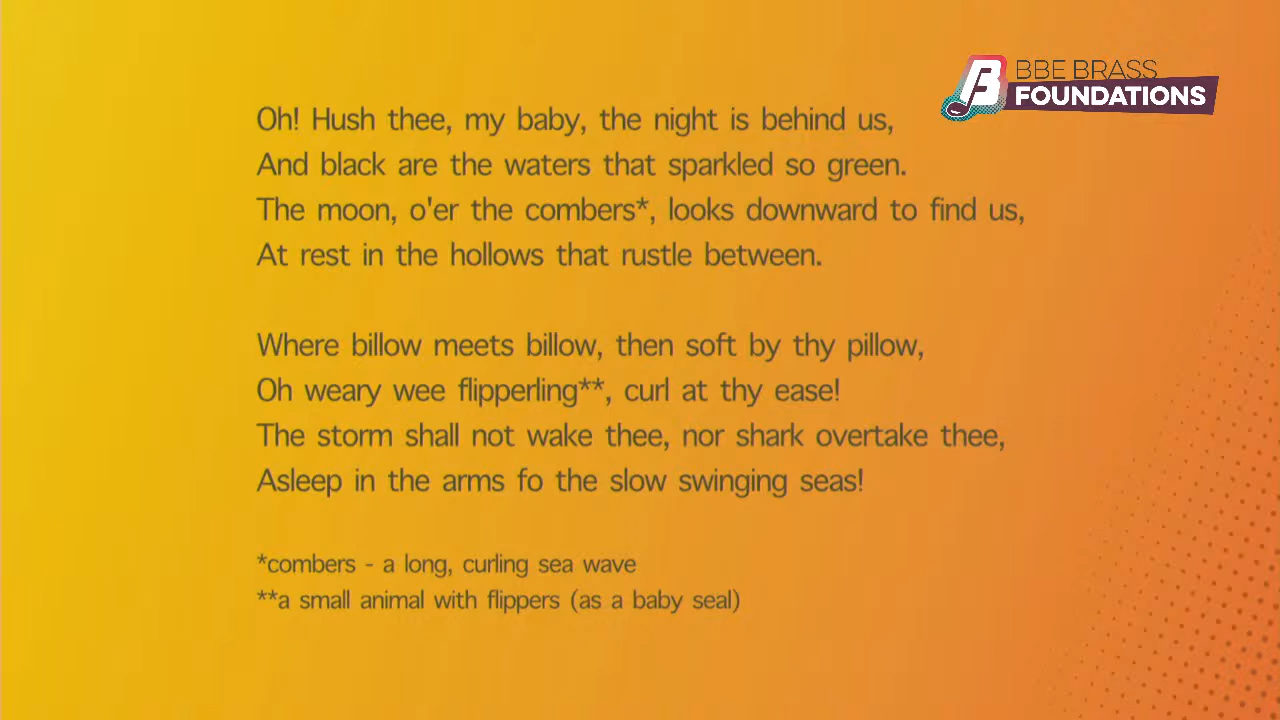 BBE BRASS
FOUNDATIONS
Oh! Hush thee, my baby, the night is behind us,
And black are the waters that sparkled so green.
The moon, o'er the combers*, looks downward to find us,
At rest in the hollows that rustle between.
Where billow meets billow, then soft by thy pillow,
Oh weary wee flipperling**, curl at thy ease!
The storm shall not wake thee, nor shark overtake thee,
Asleep in the arms fo the slow swinging seas!
*combers - a long, curling sea wave
**a small animal with flippers (as a baby seal)